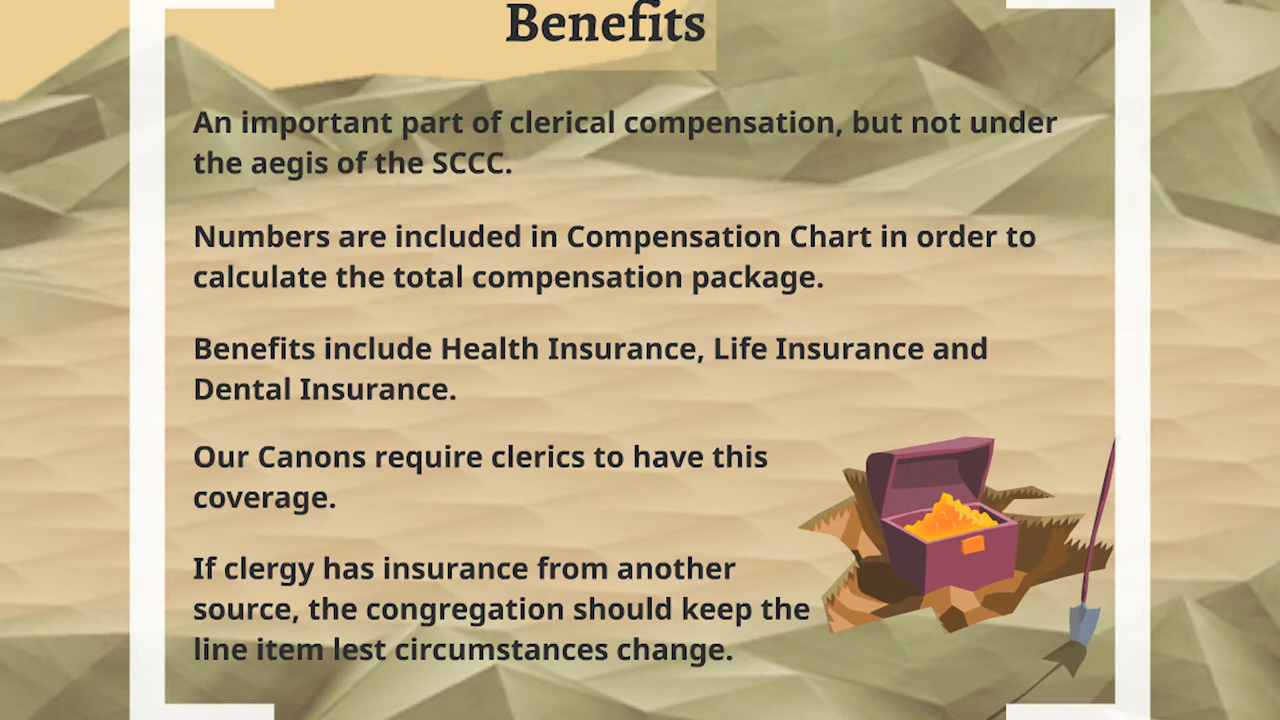 Benefits
An important part of clerical compensation, but not under
the aegis of the SCCC.
Numbers are included in Compensation Chart in order to
calculate the total compensation package.
Benefits include Health Insurance, Life Insurance and
Dental Insurance.
Our Canons require clerics to have this
coverage.
If clergy has insurance from another
source, the congregation should keep the
line item lest circumstances change.